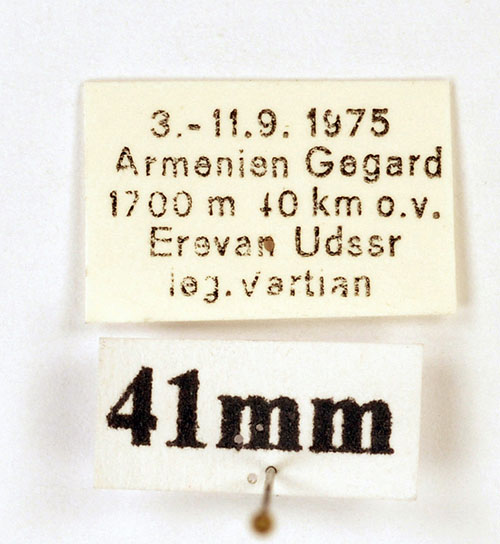 3.-11.9. 1975
Armenien Gegard
1700 m 40 km o.v.
Erevan Udssr
leg. Vartian
41mm